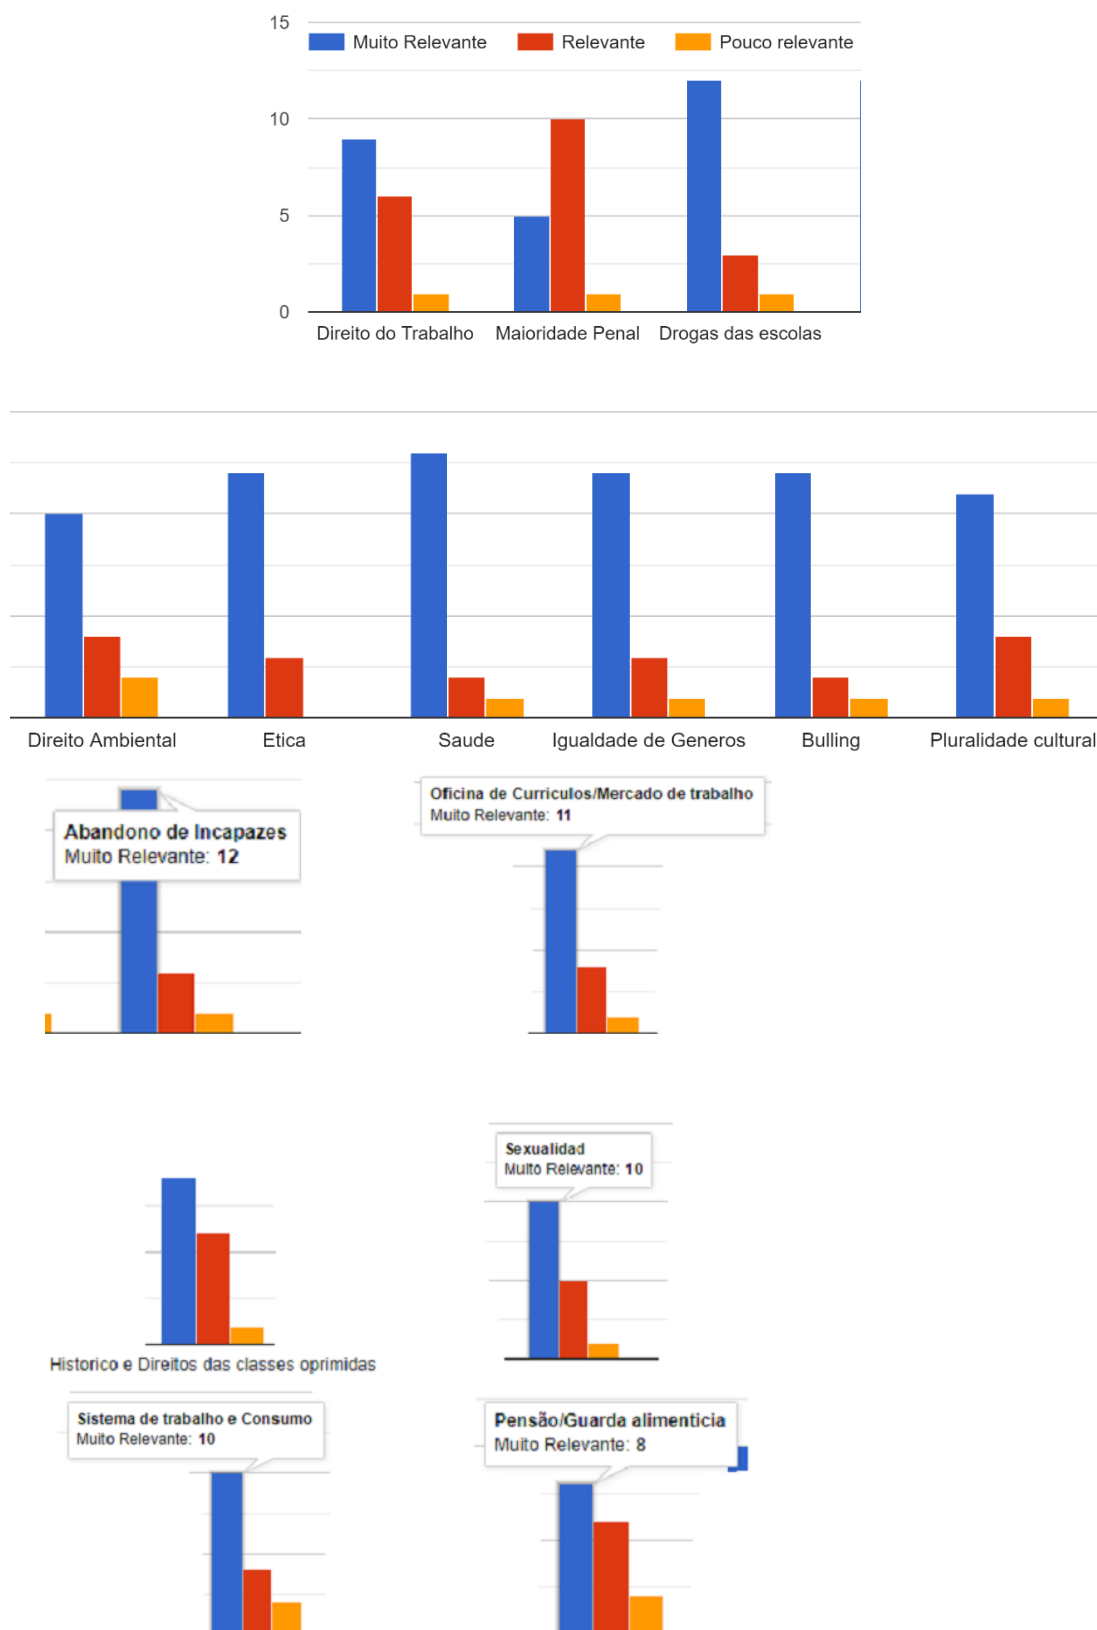 15
Muito Relevante Relevante Pouco relevante
10
5
0
Direito do Trabalho Maioridade Penal Drogas das escolas
Direito Ambiental Etica Saude Igualdade de Generos Bulling Pluralidade cultural
Abandono de Incapazes
Muito Relevante: 12
Oficina de Curriculos/Mercado de trabalho
Muito Relevante: 11
Historico e Direitos das classes oprimidas
Sexualidad
Muito Relevante: 10
Sistema de trabalho e Consumo
Muito Relevante: 10
Pensão/Guarda alimenticia
Muito Relevante: 8